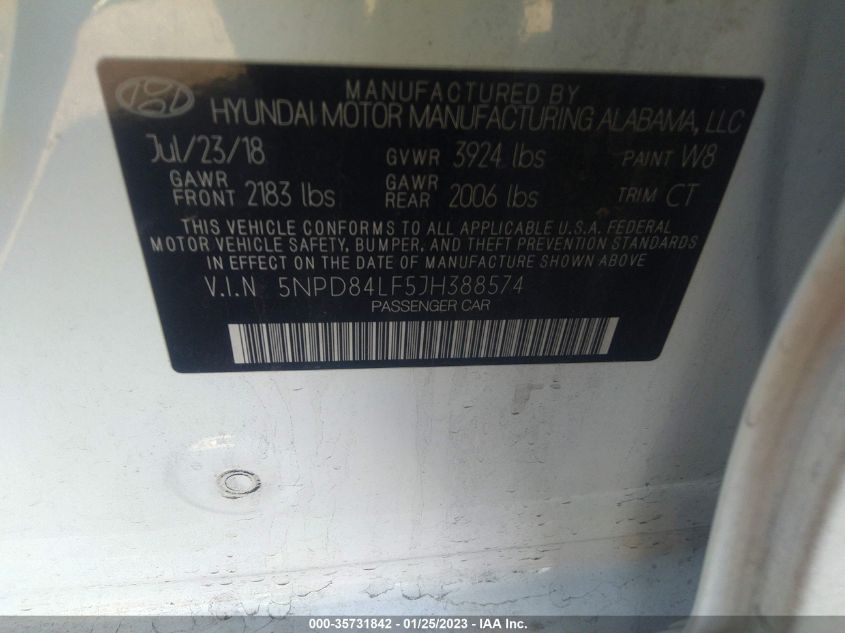 MANUFACTURED BY
HYUNDAI MOTOR MANUFACTURING ALABAMA, LLC
Jul/23/18 GVWR 3924 lbs PAINT W8
GAWR FRONT 2183 lbs GAWR REAR 2006 lbs TRIM CT
THIS VEHICLE CONFORMS TO ALL APPLICABLE U.S.A. FEDERAL
MOTOR VEHICLE SAFETY, BUMPER, AND THEFT PREVENTION STANDARDS
IN EFFECT ON THE DATE OF MANUFACTURE SHOWN ABOVE
V.I.N 5NPD84LF5JH388574
PASSENGER CAR
000-35731842 - 01/25/2023 - IAA Inc.